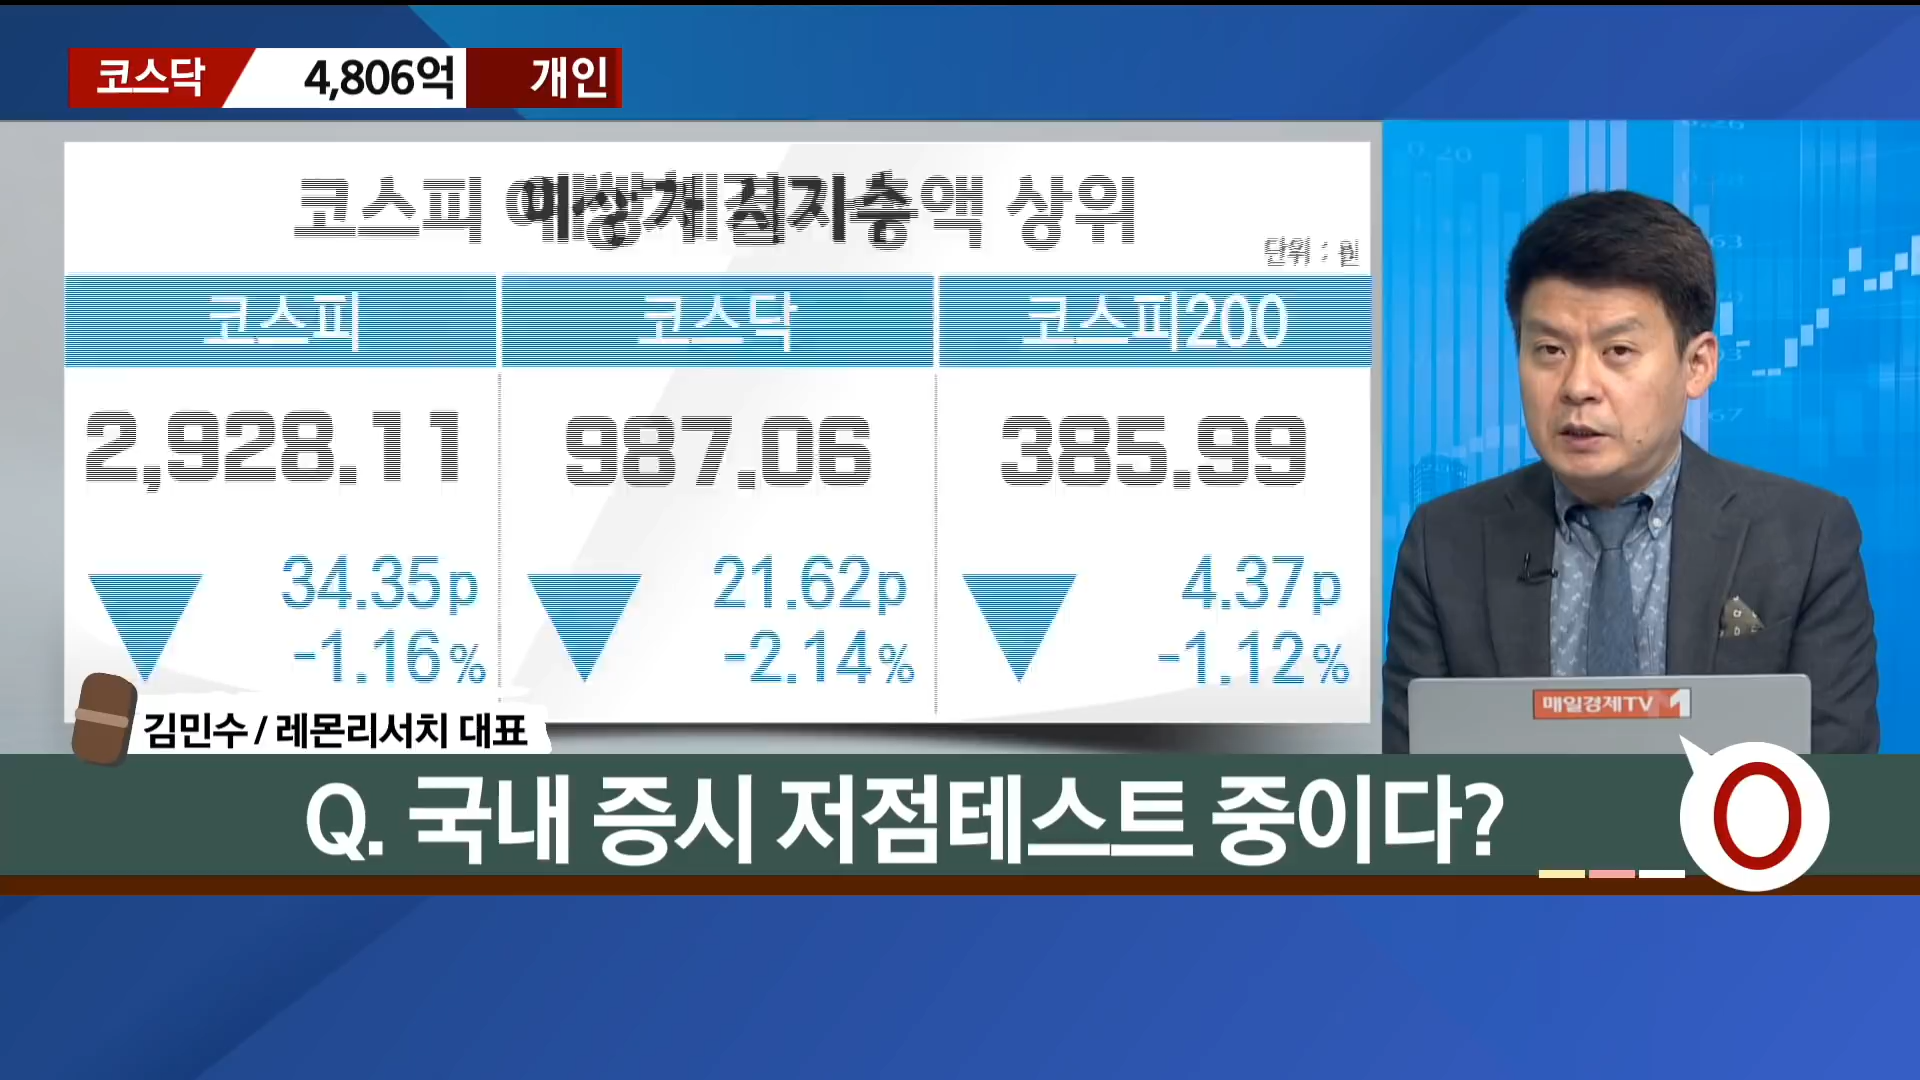 코스닥 4,806억 개인
코스피 상위
단위 : 원
코스피 코스닥 코스피200
2,928.11 987.06 385.99
34.35p 21.62p 4.37p
-1.16% -2.14% -1.12%
매일경제TV 1
김민수 / 레몬리서치 대표
Q. 국내 증시 저점테스트 중이다?
O